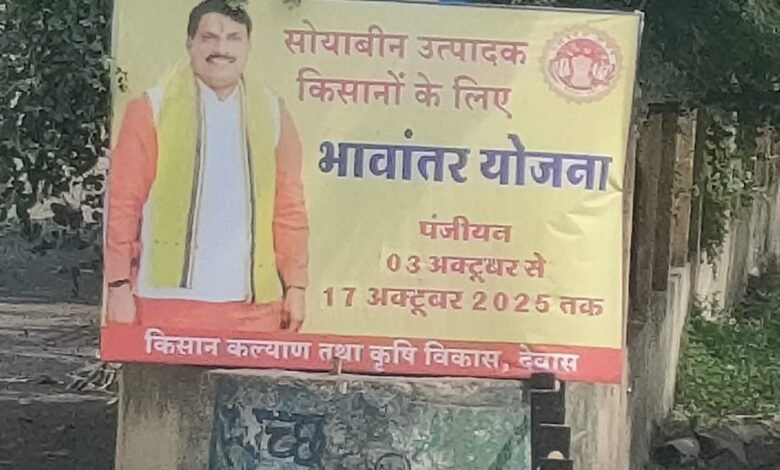 सोयाबीन उत्पादक
किसानों के लिए
भावांतर योजना
पंजीयन
03 अक्टूबर से
17 अक्टूबर 2025 तक
किसान कल्याण तथा कृषि विकास, देवास